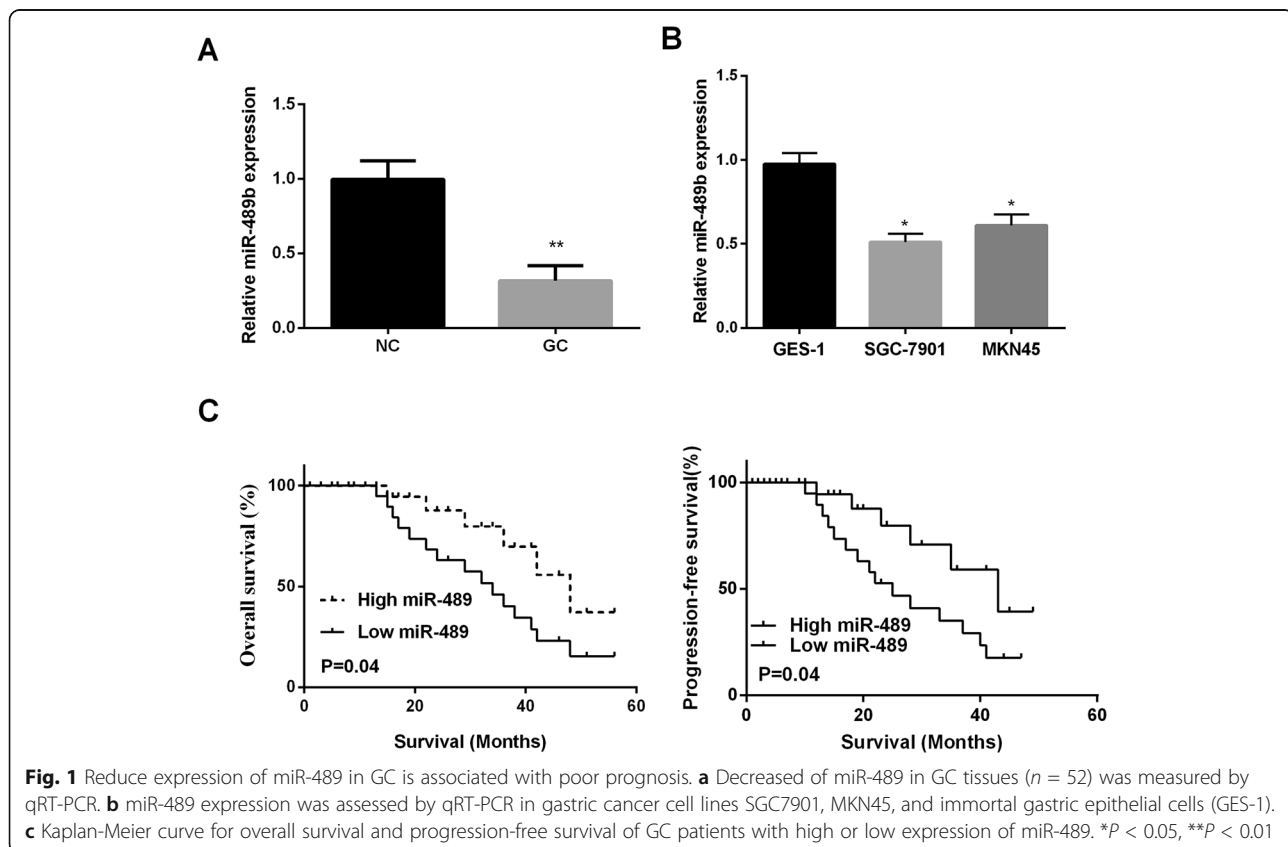 A
Relative miR-489b expression
1.5
1.0
0.5
0.0
**
NC
GC
B
Relative miR-489b expression
1.5
1.0
0.5
0.0
*
*
GES-1
SGC-7901
MKN45
C
Overall survival (%)
100
50
0
High miR-489
Low miR-489
P=0.04
0
20
40
60
Survival (Months)
Progression-free survival(%)
100
50
0
High miR-489
Low miR-489
P=0.04
0
20
40
60
Survival (Months)
Fig. 1 Reduce expression of miR-489 in GC is associated with poor prognosis. a Decreased of miR-489 in GC tissues (n = 52) was measured by
qRT-PCR. b miR-489 expression was assessed by qRT-PCR in gastric cancer cell lines SGC7901, MKN45, and immortal gastric epithelial cells (GES-1).
c Kaplan-Meier curve for overall survival and progression-free survival of GC patients with high or low expression of miR-489. *P < 0.05, **P < 0.01